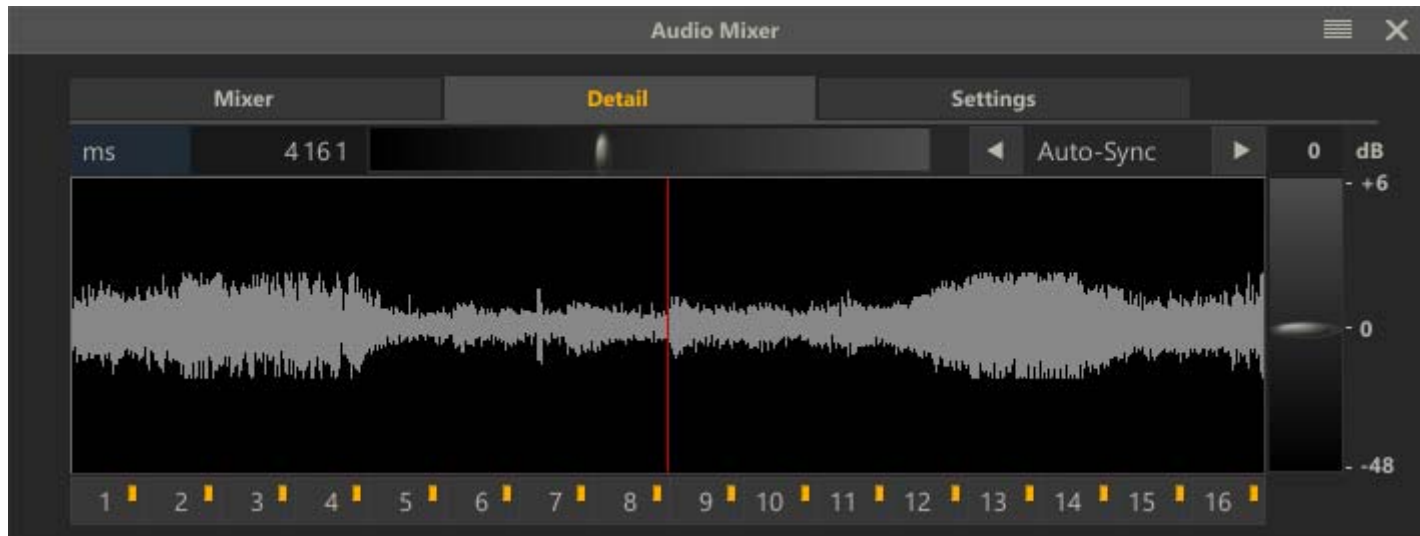 Audio Mixer
Mixer Detail Settings
ms 4161 Auto-Sync 0 dB
- +6
- 0
- -48
1 2 3 4 5 6 7 8 9 10 11 12 13 14 15 16